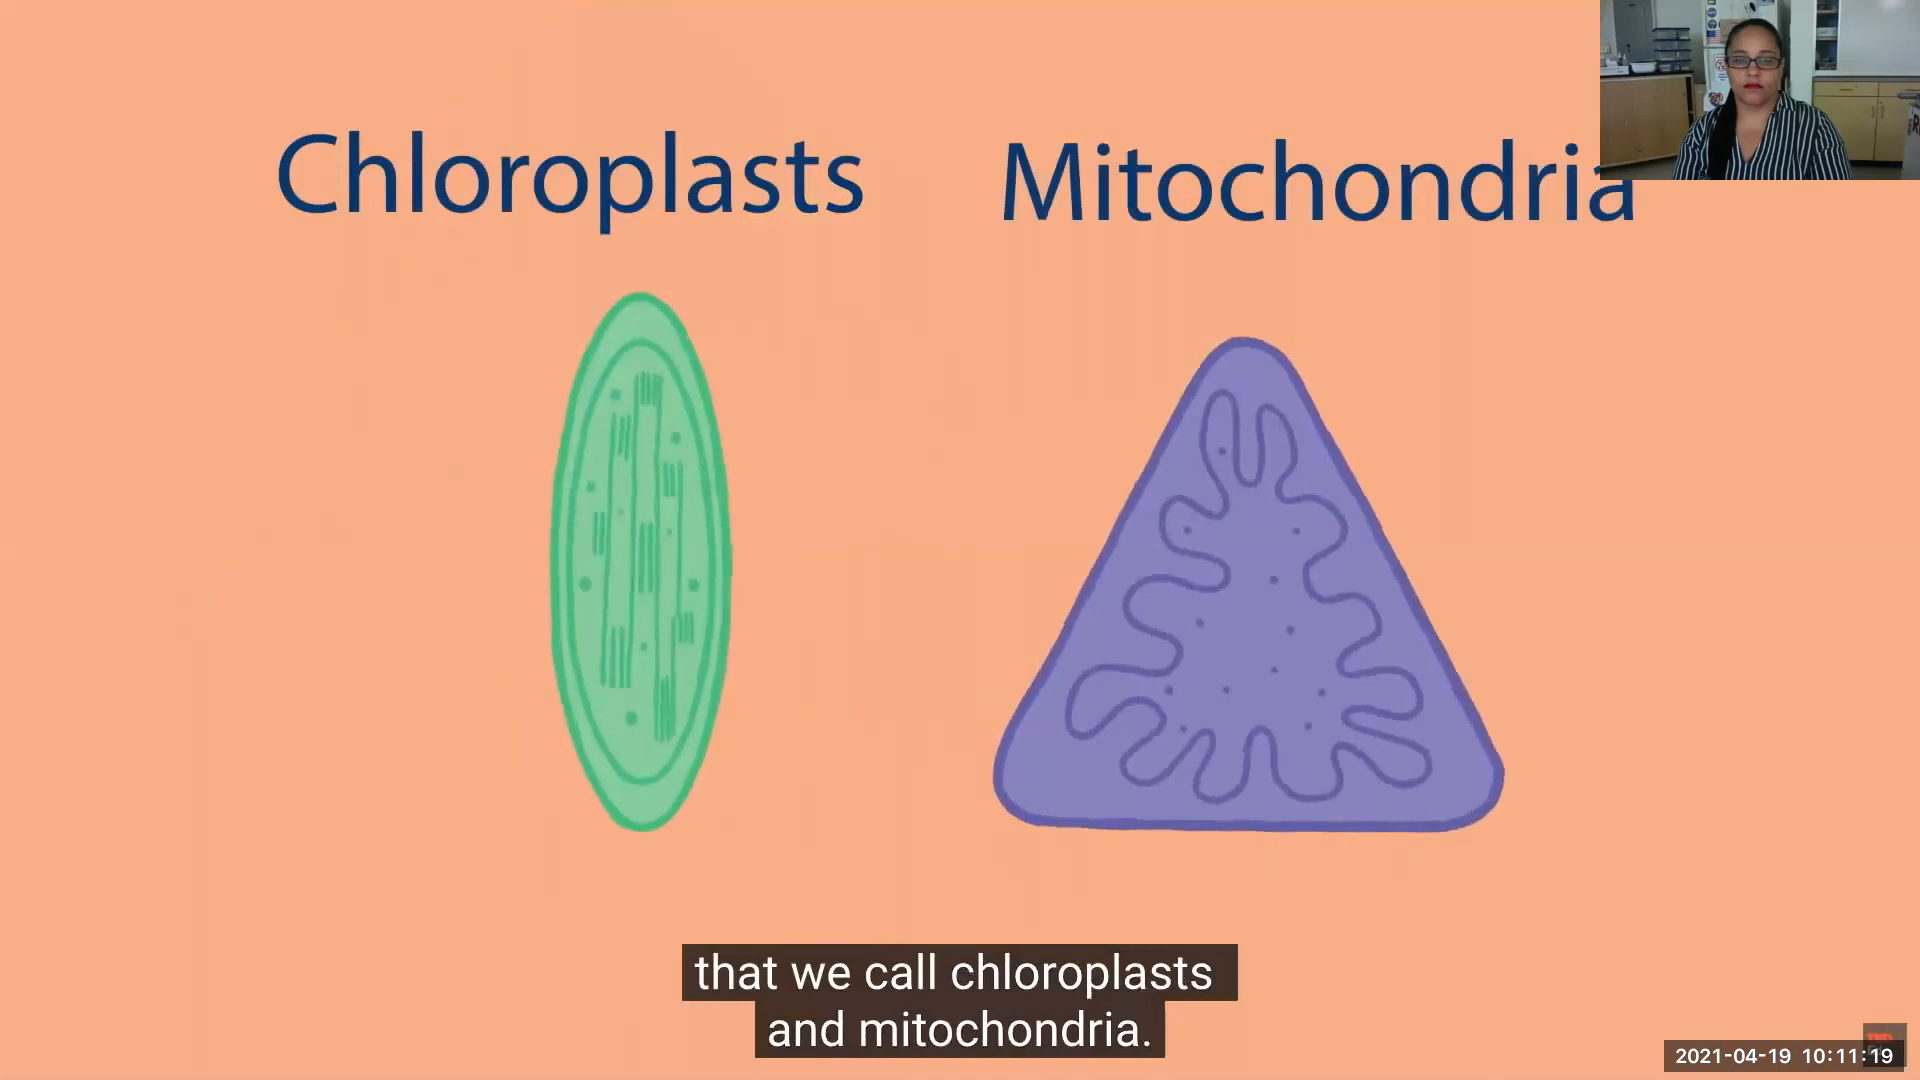 Chloroplasts Mitochondria
that we call chloroplasts
and mitochondria.
2021-04-19 10:11:19